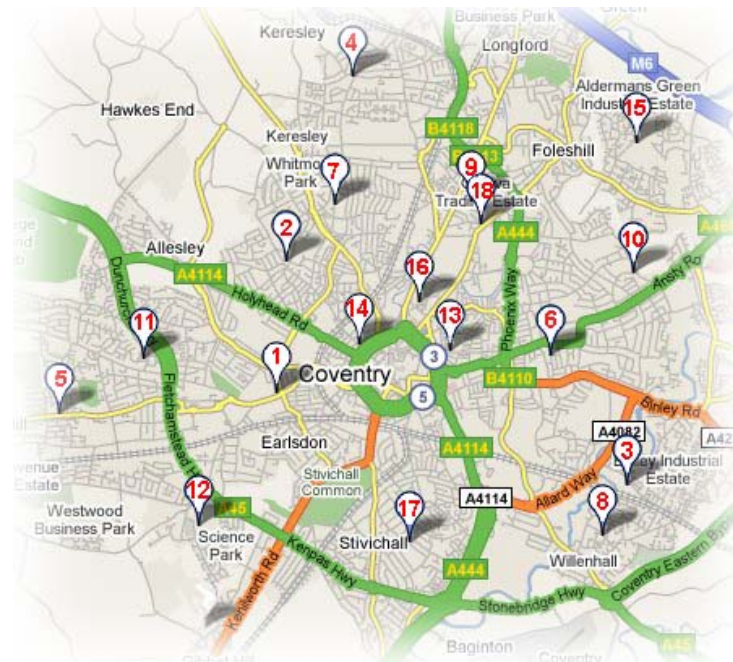 Keresley
Business Park
Longford
4
M6
Aldermans Green
Industrial Estate
15
Hawkes End
Keresley
B4118
Foleshill
Whitmore
Park
9
7
18
Trading Estate
A444
2
Allesley
10
A4114
16
Holyhead Rd
Ansty Rd
Dunchurch
Phoenix Way
14
13
6
11
3
1
Coventry
5
B4110
5
Fletchamstead
Binley Rd
Earlsdon
A4082
A4114
3
Industrial
Estate
Stivichall
Common
Allard Way
A4114
12
A45
17
8
Westwood
Business Park
Science
Park
Stivichall
Kenpas Hwy
Willenhall
Coventry Eastern
Kenilworth Rd
A444
Stonebridge Hwy
A45
Baginton
Coventry